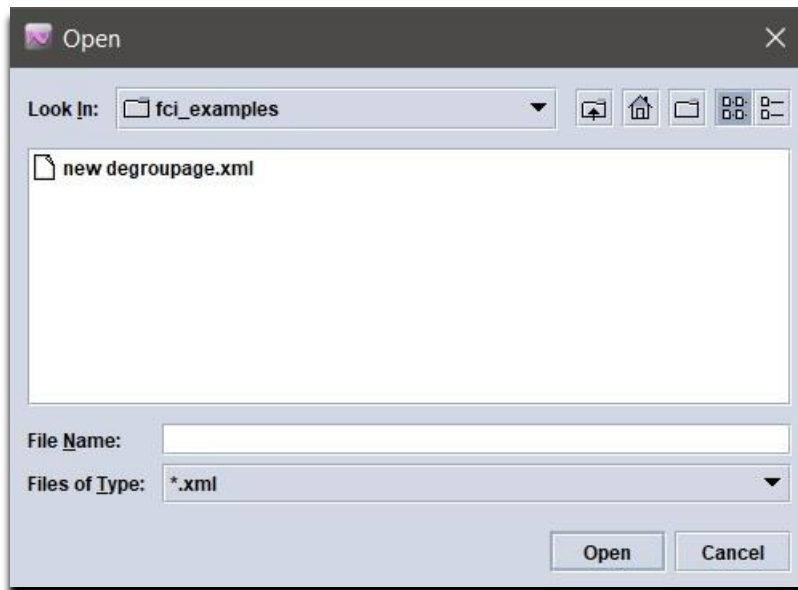 Open
Look In: fci_examples
new degroupage.xml
File Name:
Files of Type: *.xml
Open Cancel